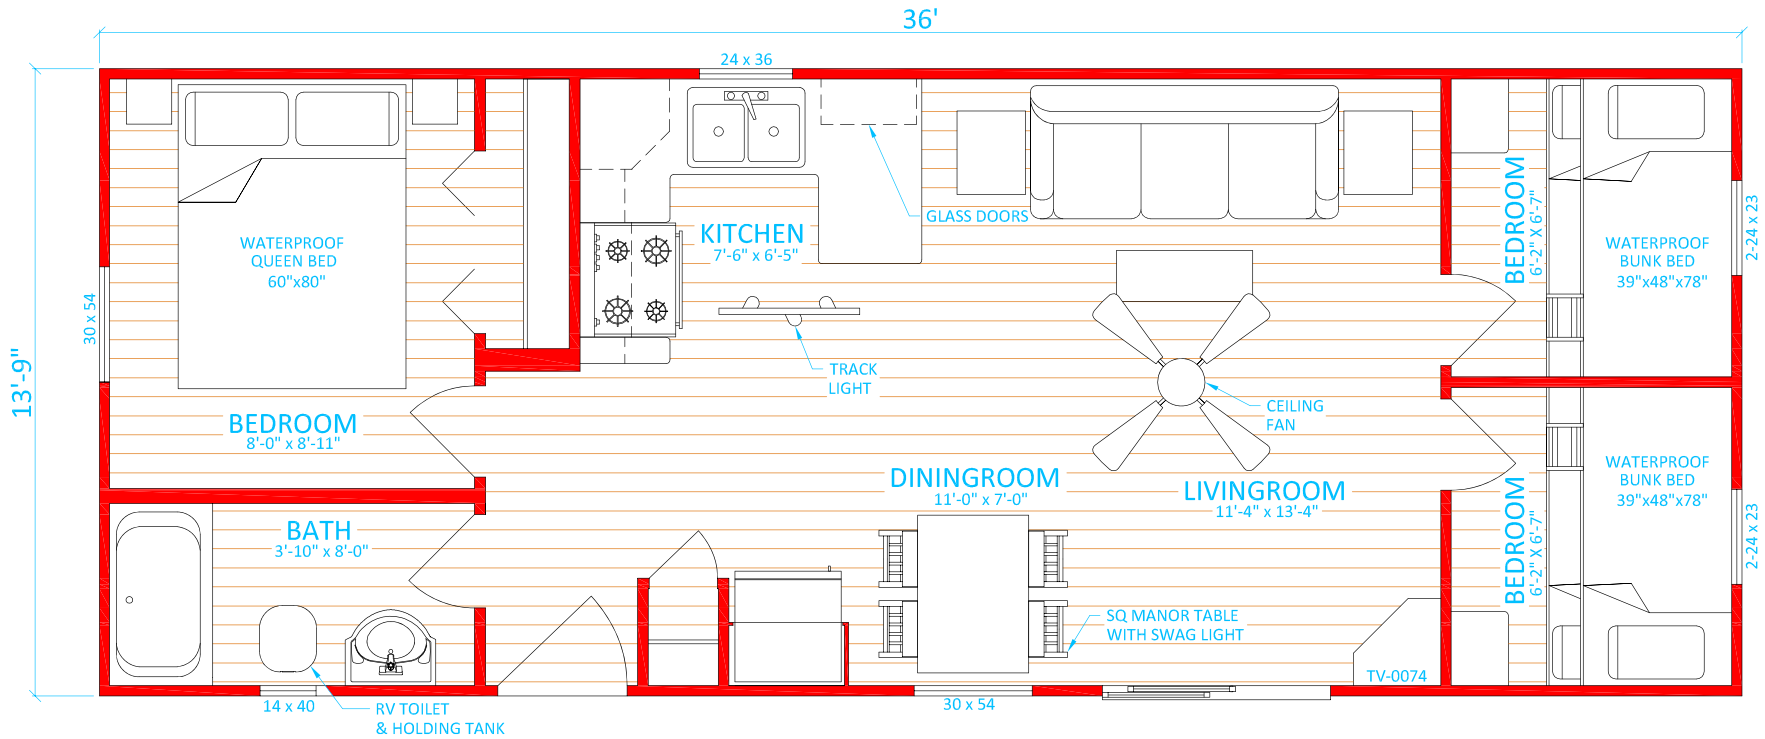 36'
24 x 36
13'-9"
30 x 54
WATERPROOF
QUEEN BED
60"x80"
BEDROOM
8'-0" x 8'-11"
KITCHEN
7'-6" x 6'-5"
GLASS DOORS
TRACK
LIGHT
CEILING
FAN
BEDROOM
6'-2" X 6'-7"
WATERPROOF
BUNK BED
39"x48"x78"
2-24 x 23
BATH
3'-10" x 8'-0"
DININGROOM
11'-0" x 7'-0"
LIVINGROOM
11'-4" x 13'-4"
BEDROOM
6'-2" X 6'-7"
WATERPROOF
BUNK BED
39"x48"x78"
2-24 x 23
SQ MANOR TABLE
WITH SWAG LIGHT
TV-0074
14 x 40
RV TOILET
& HOLDING TANK
30 x 54